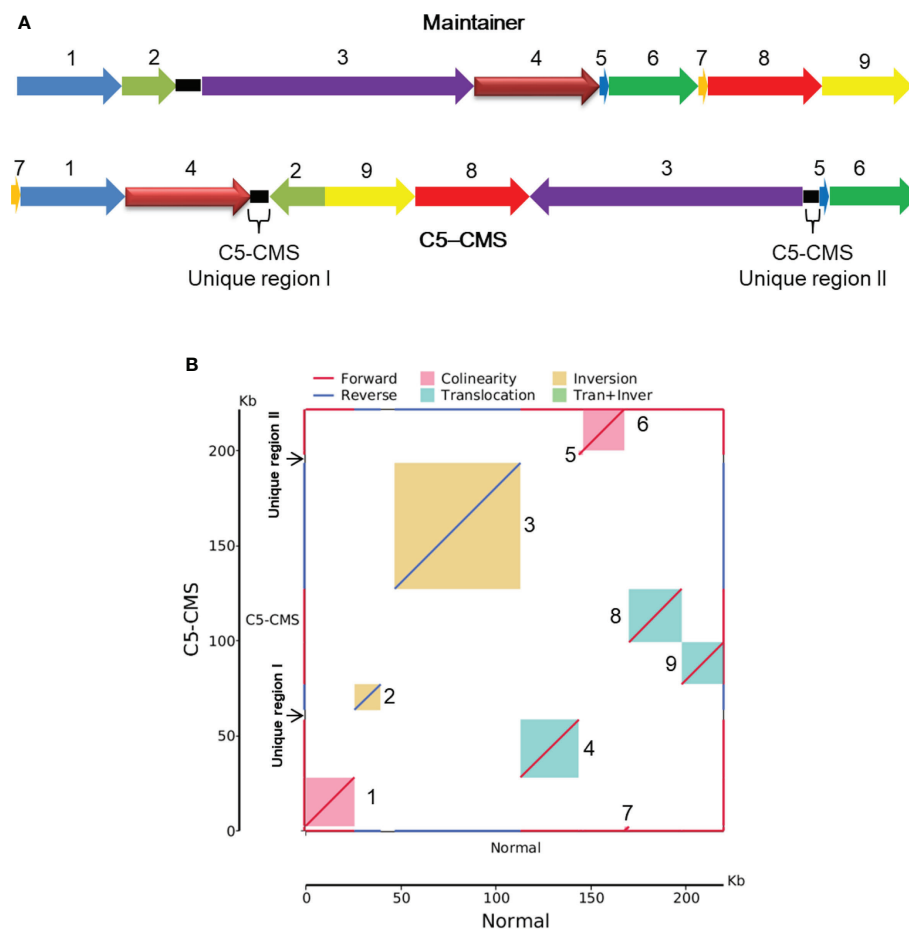 A
Maintainer
1 2 3 4 5 6 7 8 9
7 1 4 2 9 8 3 5 6
C5-CMS
Unique region I
C5–CMS
C5-CMS
Unique region II
B
Forward
Colinearity
Inversion
Reverse
Translocation
Tran+Inver
Kb
200
150
100
50
0
C5-CMS
Unique region II
C5-CMS
Unique region I
6
5
3
8
9
2
4
1
7
Normal
Kb
0 50 100 150 200
Normal